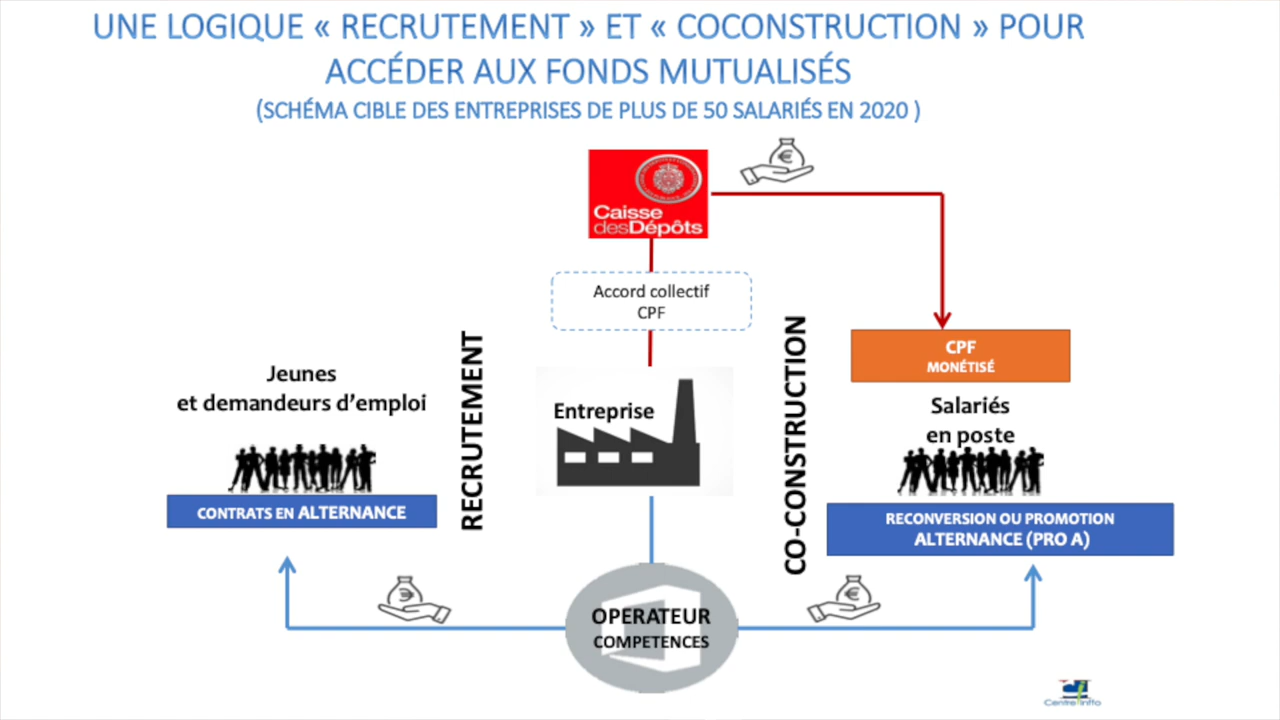 UNE LOGIQUE « RECRUTEMENT » ET « COCONSTRUCTION » POUR
ACCÉDER AUX FONDS MUTUALISÉS
(SCHÉMA CIBLE DES ENTREPRISES DE PLUS DE 50 SALARIÉS EN 2020 )
Caisse
desDépôts
Accord collectif
CPF
RECRUTEMENT
CO-CONSTRUCTION
CPF
MONÉTISÉ
Jeunes
et demandeurs d’emploi
Entreprise
Salariés
en poste
CONTRATS EN ALTERNANCE
RECONVERSION OU PROMOTION
ALTERNANCE (PRO A)
OPERATEUR
COMPETENCES
Centre inffo